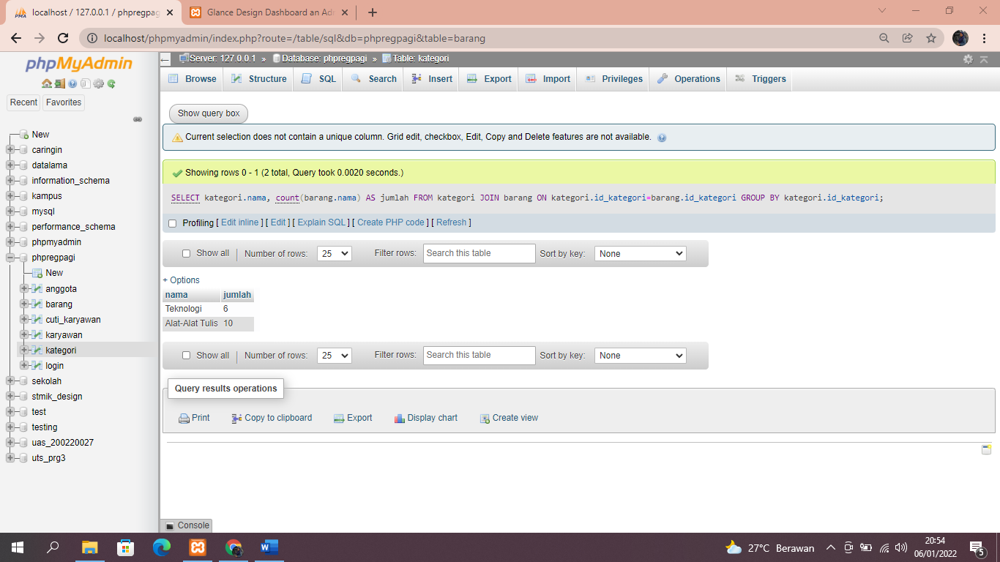 localhost / 127.0.0.1 / phpregpag
Glance Design Dashboard an Ad
localhost/phpmyadmin/index.php?route=/table/sql&db=phpregpagi&table=barang
phpMyAdmin
Recent
Favorites
New
caringin
datalama
information_schema
kampus
mysql
performance_schema
phpmyadmin
phpregpagi
New
anggota
barang
cuti_karyawan
karyawan
kategori
login
sekolah
stmik_design
test
testing
uas_200220027
uts_prg3
Server: 127.0.0.1 » Database: phpregpagi » Table: kategori
Browse Structure SQL Search Insert Export Import Privileges Operations Triggers
Show query box
Current selection does not contain a unique column. Grid edit, checkbox, Edit, Copy and Delete features are not available.
Showing rows 0 - 1 (2 total, Query took 0.0020 seconds.)
SELECT kategori.nama, count(barang.nama) AS jumlah FROM kategori JOIN barang ON kategori.id_kategori=barang.id_kategori GROUP BY kategori.id_kategori;
Profiling [ Edit inline ] [ Edit ] [ Explain SQL ] [ Create PHP code ] [ Refresh ]
Show all Number of rows: 25 Filter rows: Search this table Sort by key: None
+ Options
nama jumlah
Teknologi 6
Alat-Alat Tulis 10
Show all Number of rows: 25 Filter rows: Search this table Sort by key: None
Query results operations
Print Copy to clipboard Export Display chart Create view
Console
27°C Berawan
20:54
06/01/2022
5